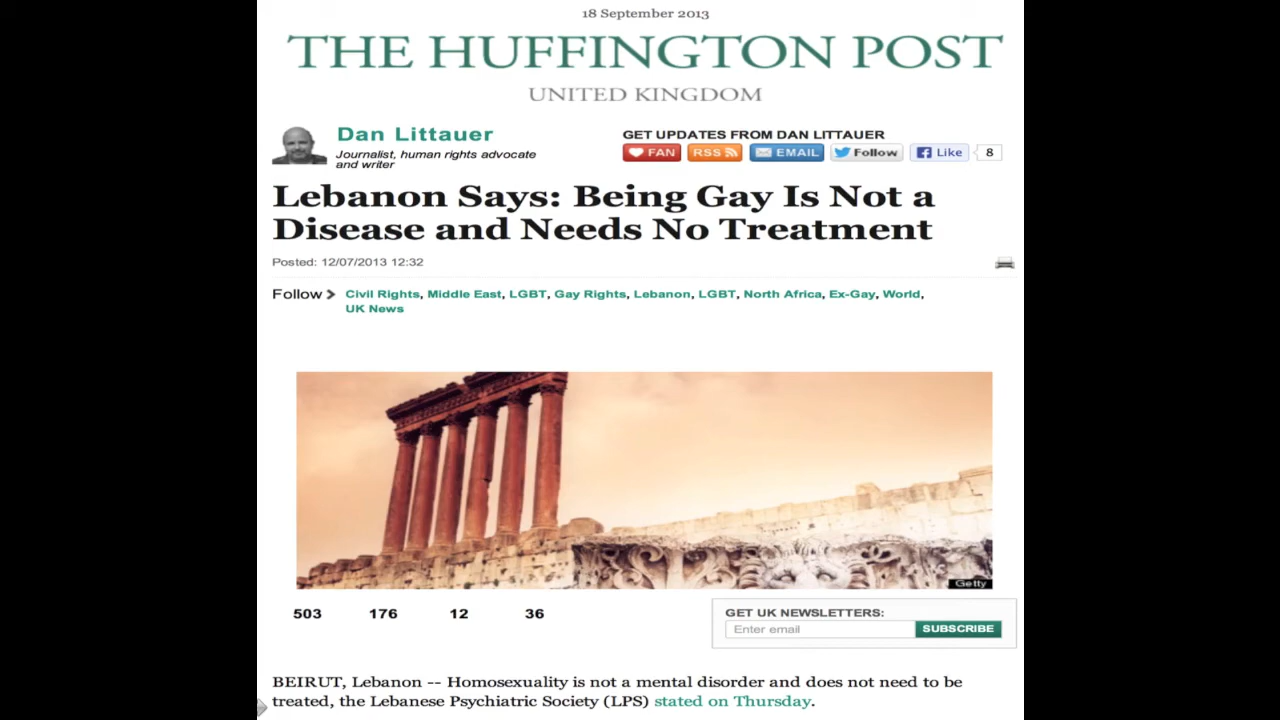 18 September 2013
THE HUFFINGTON POST
UNITED KINGDOM
Dan Littauer
Journalist, human rights advocate
and writer
GET UPDATES FROM DAN LITTAUER
FAN RSS EMAIL Follow Like 8
Lebanon Says: Being Gay Is Not a
Disease and Needs No Treatment
Posted: 12/07/2013 12:32
Follow Civil Rights, Middle East, LGBT, Gay Rights, Lebanon, LGBT, North Africa, Ex-Gay, World,
UK News
Getty
503 176 12 36
GET UK NEWSLETTERS:
Enter email SUBSCRIBE
BEIRUT, Lebanon -- Homosexuality is not a mental disorder and does not need to be
treated, the Lebanese Psychiatric Society (LPS) stated on Thursday.